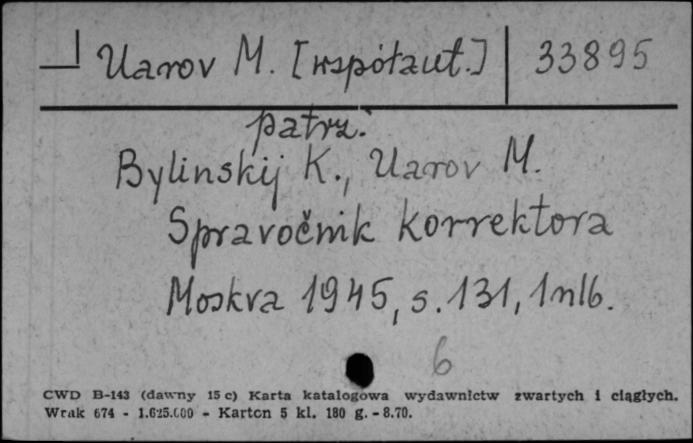 Uarov M. [współaut.] 33895
patrz:
Bylinskij K., Uarov M.
Spravočnik korrektora
Moskva 1945, s. 131, 1 nlb.
6
CWD B-143 (dawny 15 c) Karta katalogowa wydawnictw zwartych i ciągłych.
Wrak 674 - 1.625.000 - Karton 5 kl. 180 g. - 8.70.